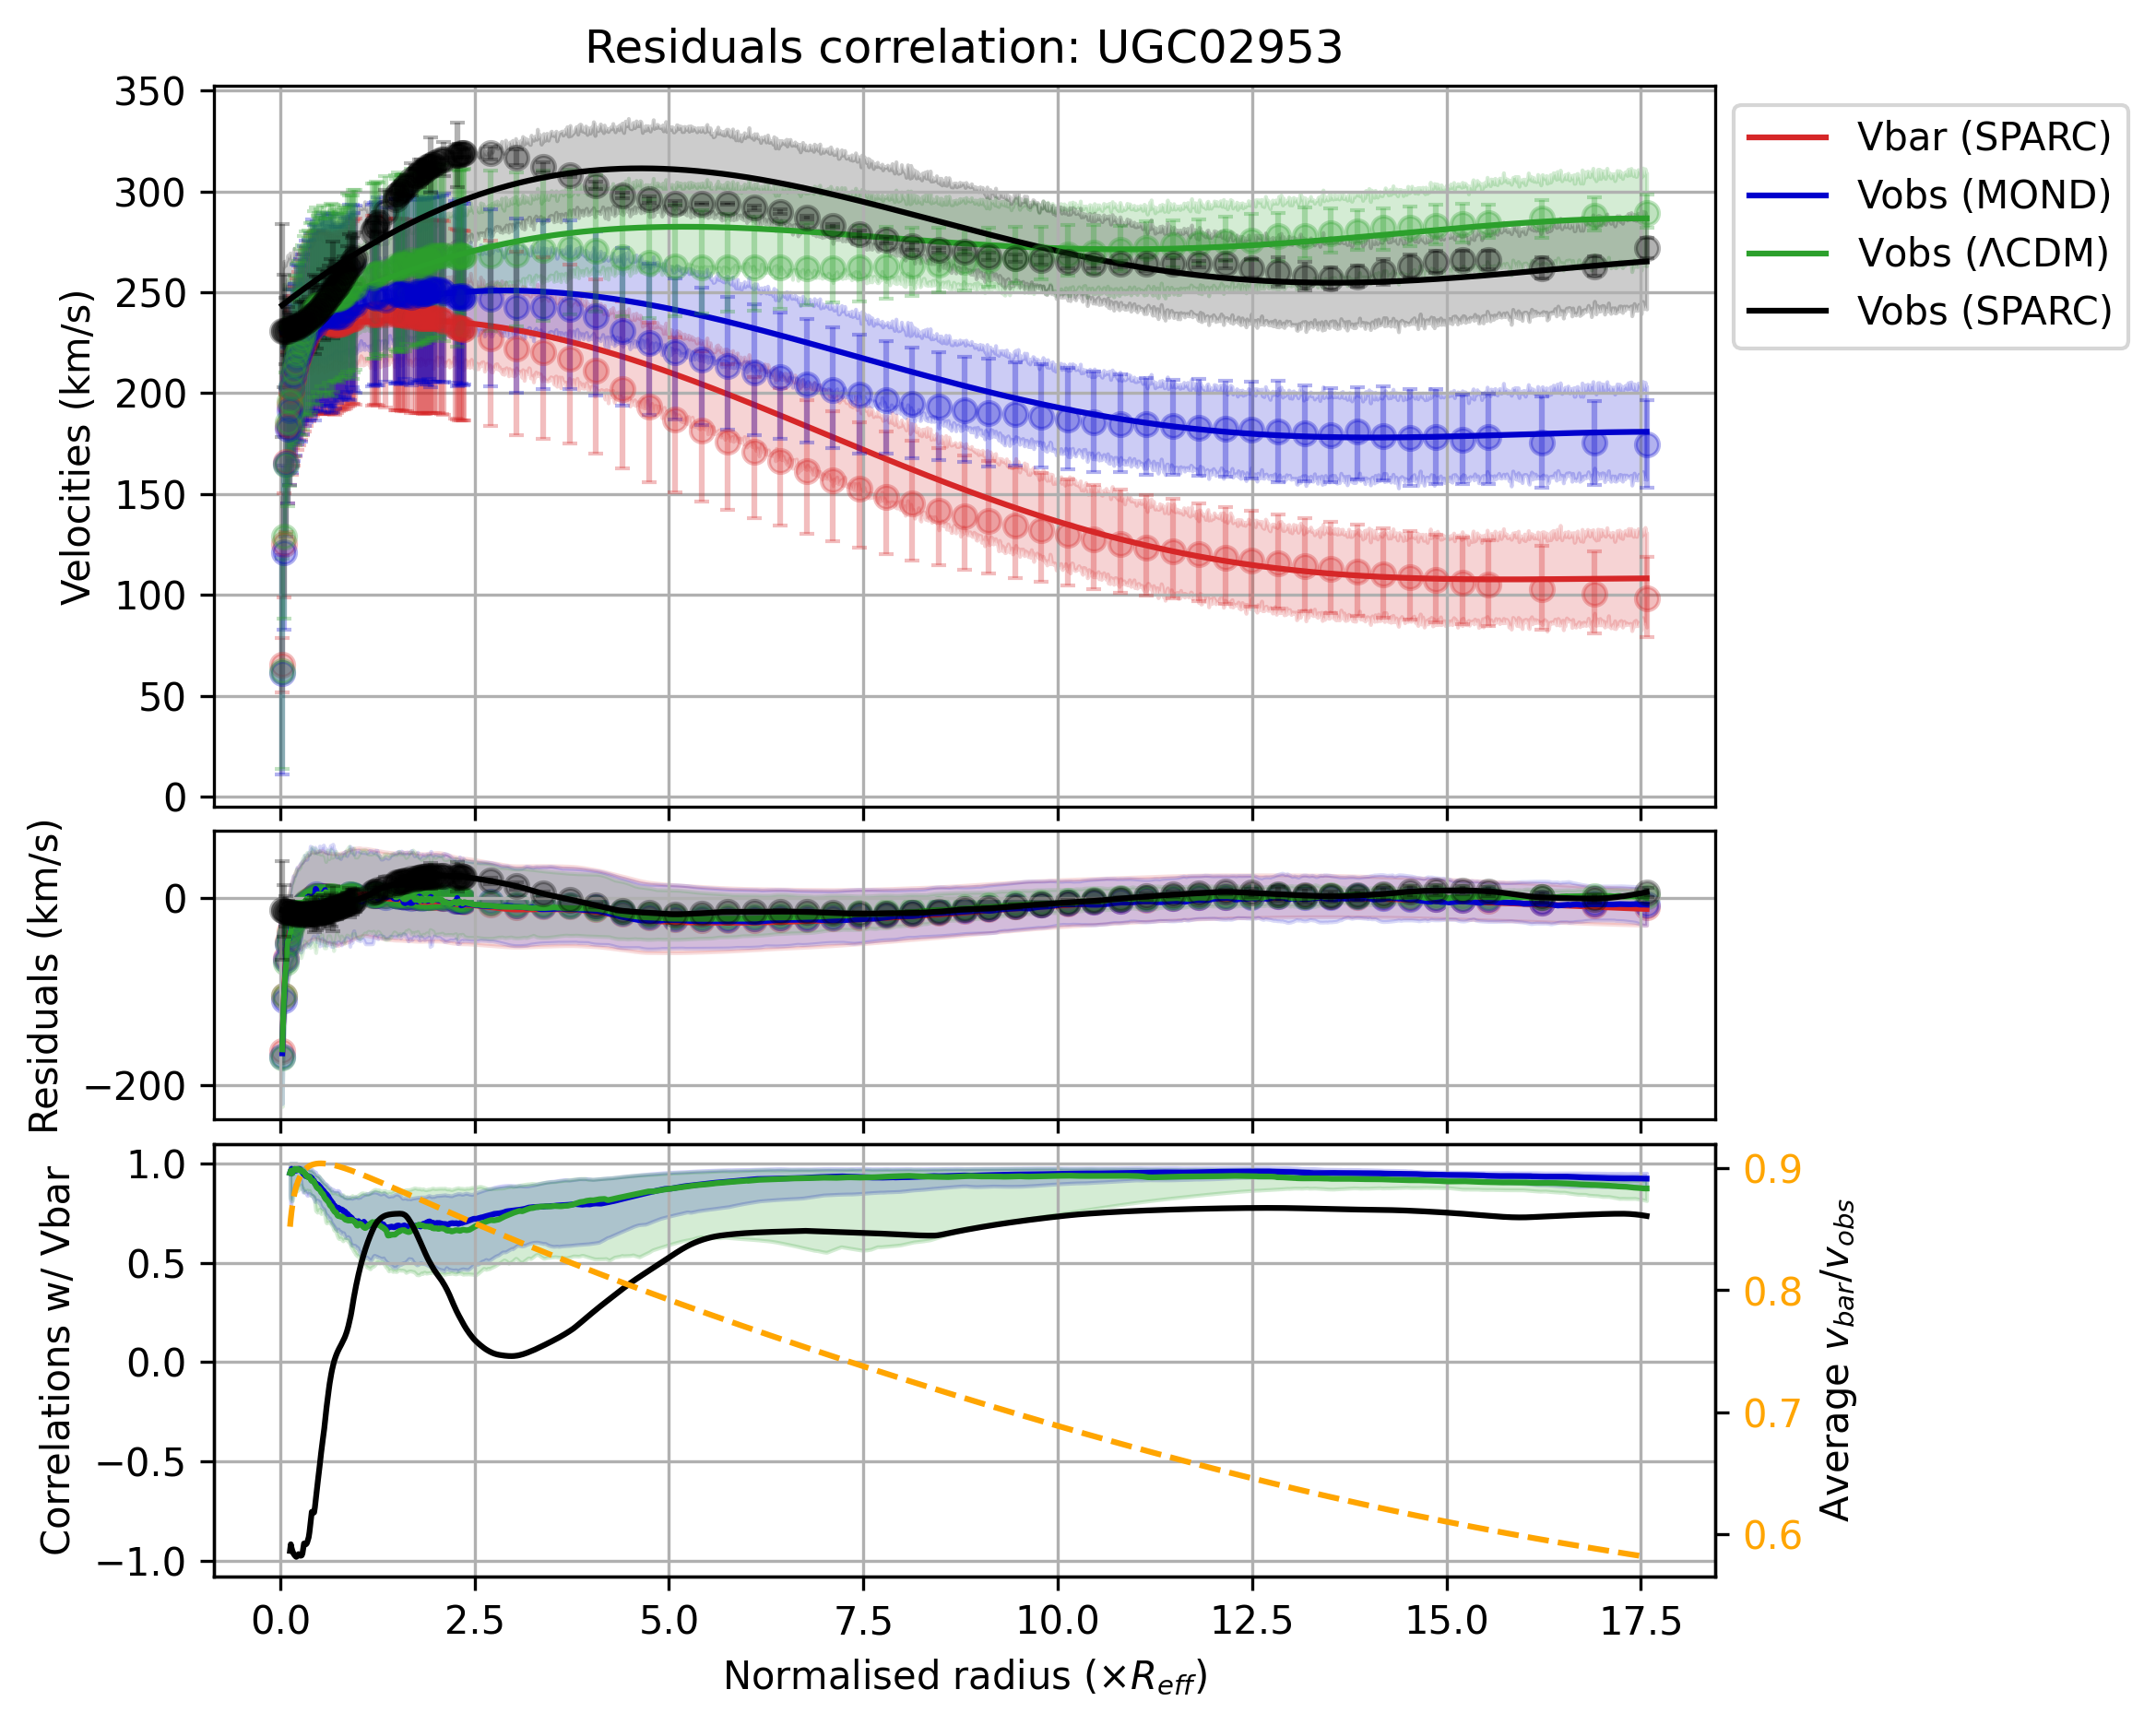 Residuals correlation: UGC02953
350
300
250
200
150
100
50
0
Velocities (km/s)
Vbar (SPARC)
Vobs (MOND)
Vobs (ΛCDM)
Vobs (SPARC)
0
−200
Residuals (km/s)
1.0
0.5
0.0
−0.5
−1.0
Correlations w/ Vbar
0.9
0.8
0.7
0.6
Average v_bar/v_obs
0.0 2.5 5.0 7.5 10.0 12.5 15.0 17.5
Normalised radius (×R_eff)